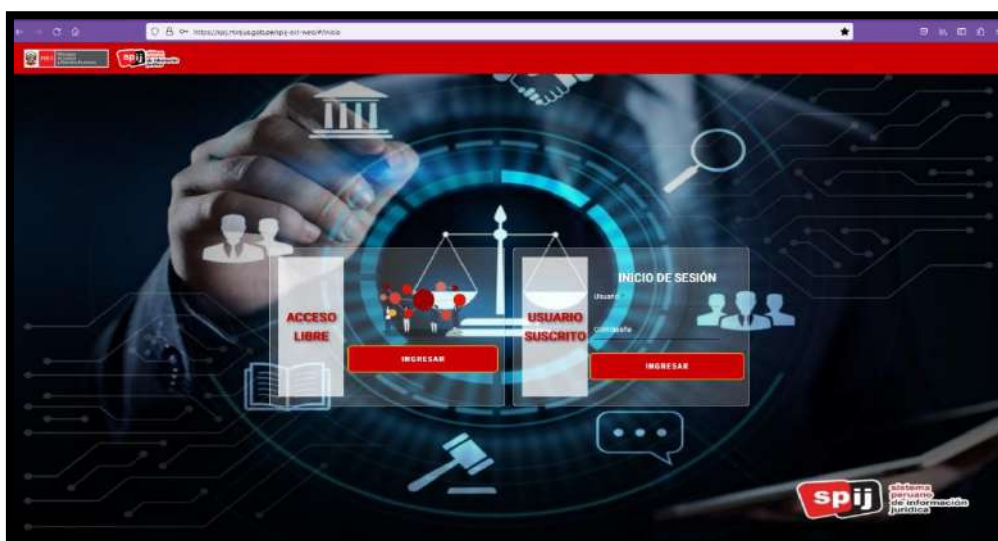 spij
ACCESO
LIBRE
INGRESAR
USUARIO
SUSCRITO
INICIO DE SESIÓN
Usuario
Contraseña
INGRESAR
spij
sistema
peruano
de información
jurídica